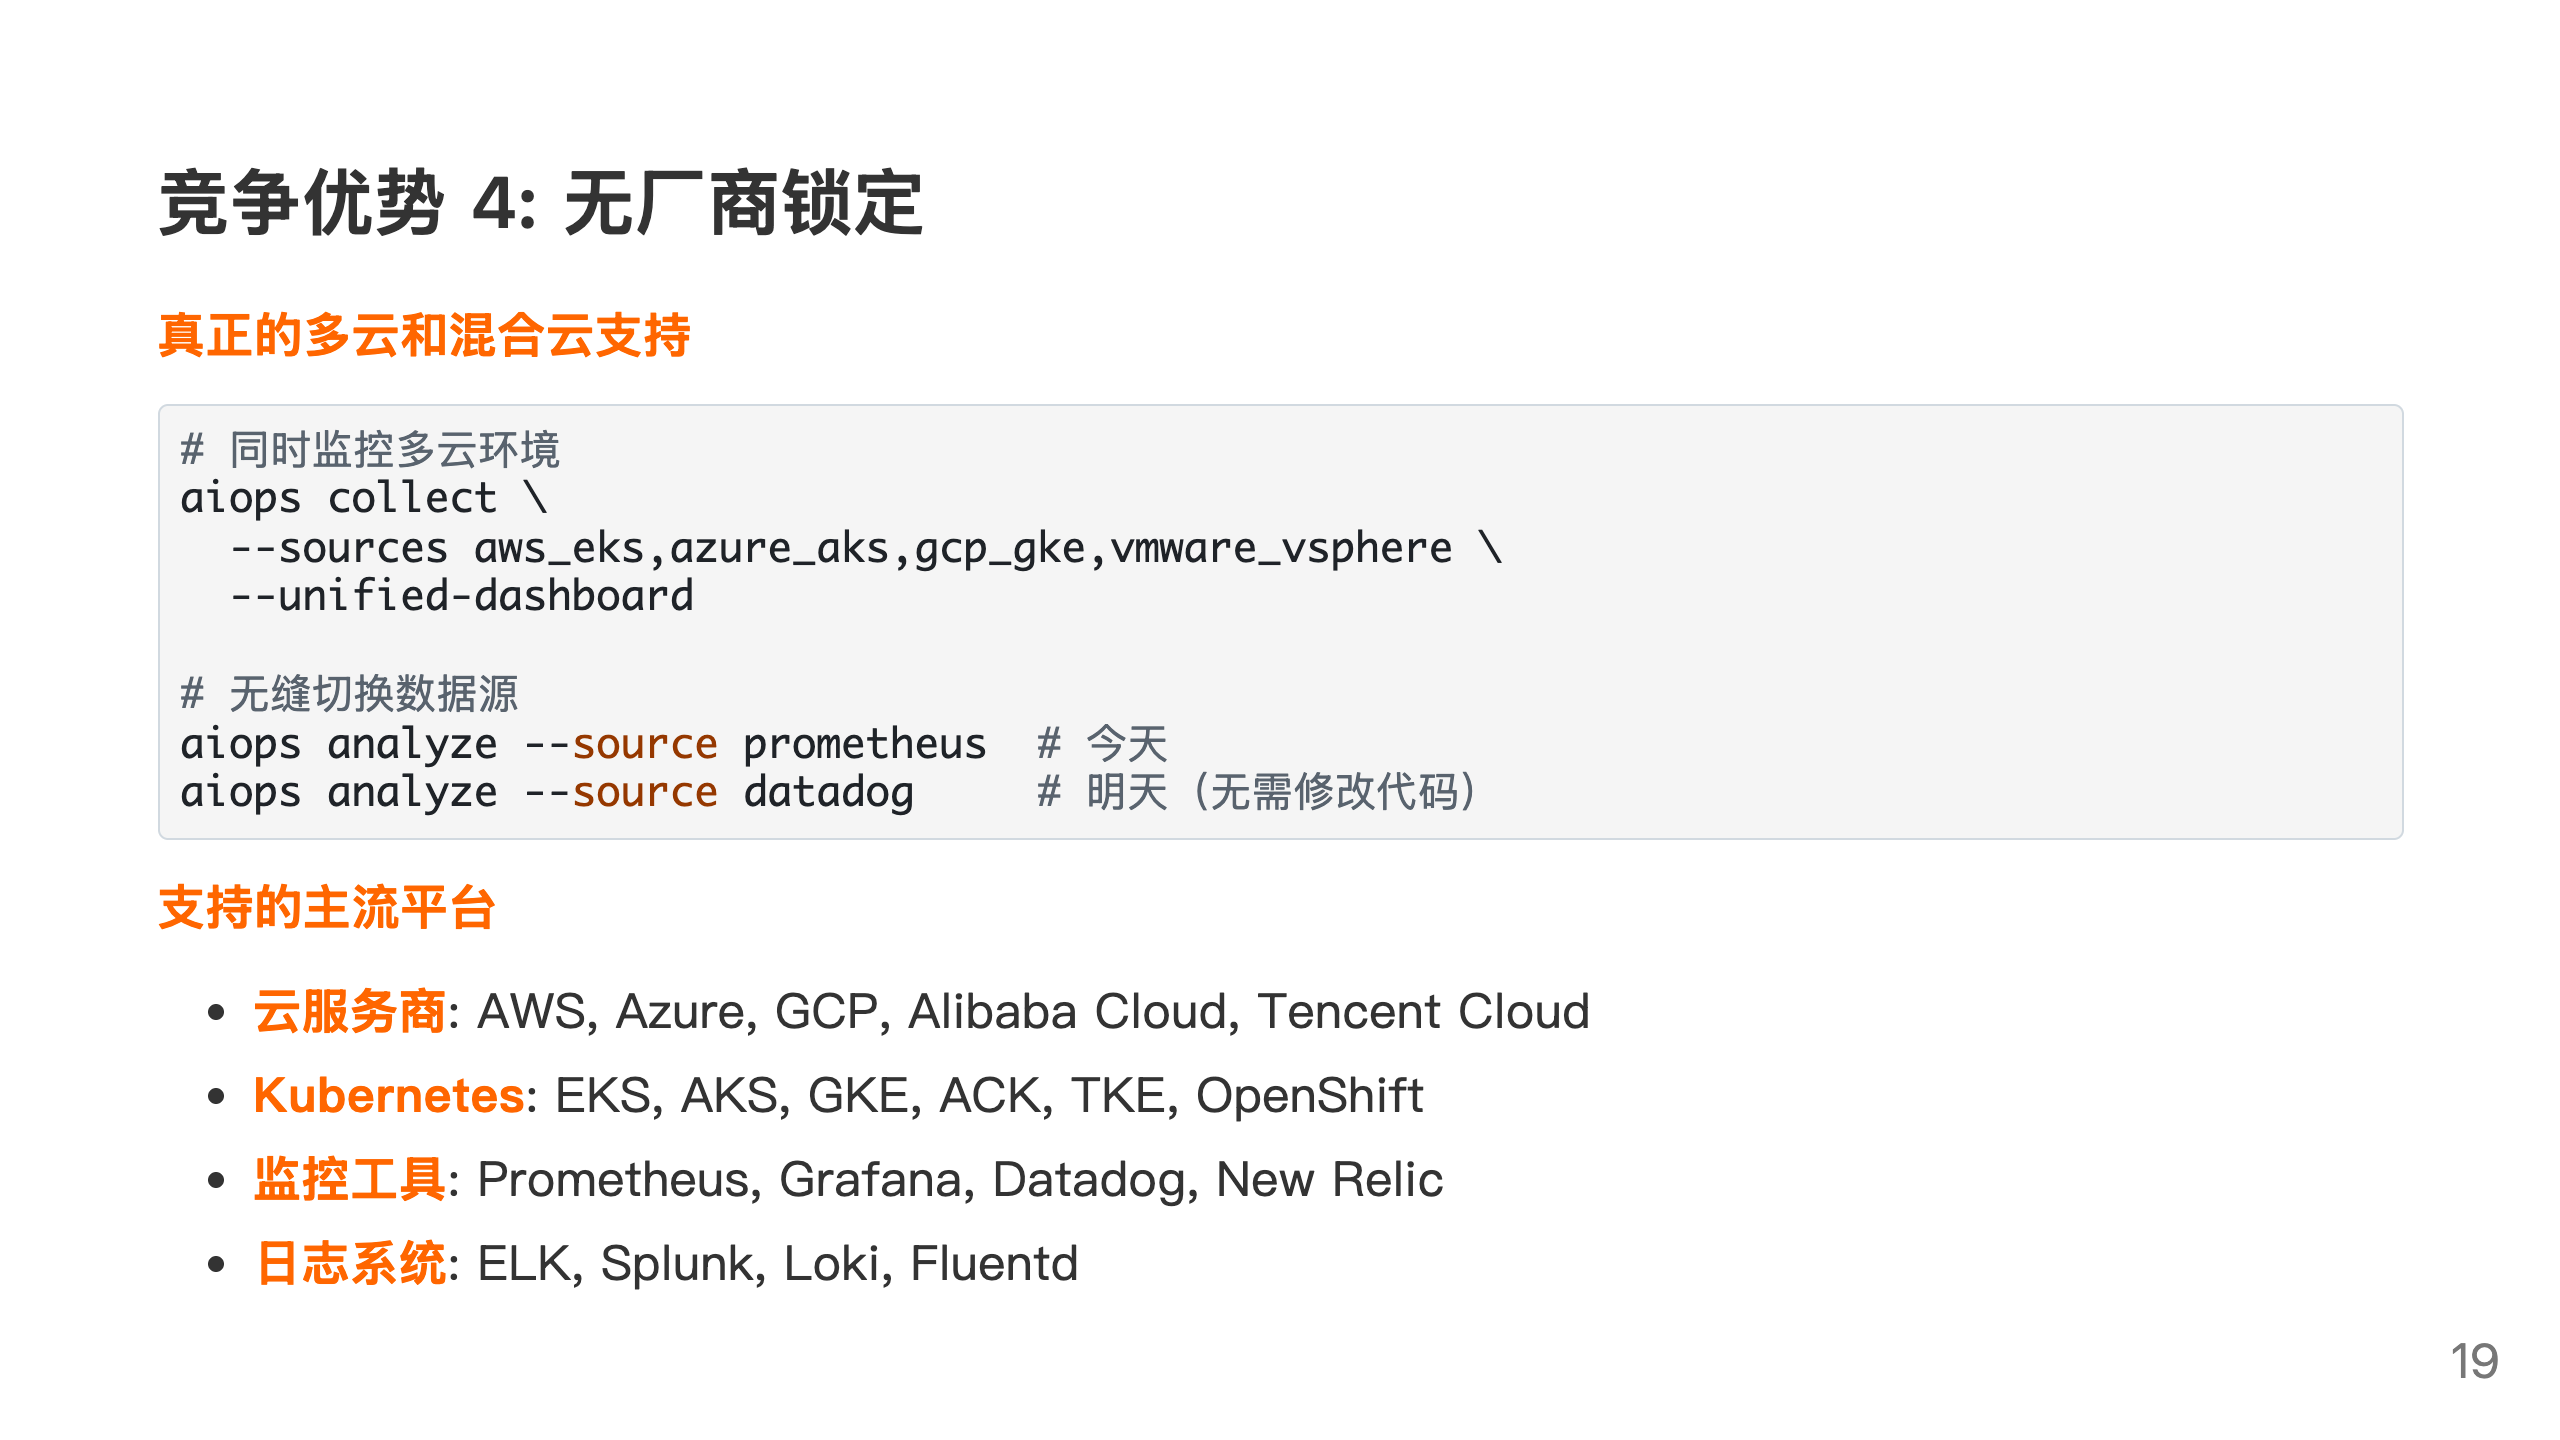 竞争优势 4: 无厂商锁定
真正的多云和混合云支持
# 同时监控多云环境
aiops collect \
  --sources aws_eks,azure_aks,gcp_gke,vmware_vsphere \
  --unified-dashboard
# 无缝切换数据源
aiops analyze --source prometheus  # 今天
aiops analyze --source datadog     # 明天（无需修改代码）
支持的主流平台
• 云服务商: AWS, Azure, GCP, Alibaba Cloud, Tencent Cloud
• Kubernetes: EKS, AKS, GKE, ACK, TKE, OpenShift
• 监控工具: Prometheus, Grafana, Datadog, New Relic
• 日志系统: ELK, Splunk, Loki, Fluentd
19